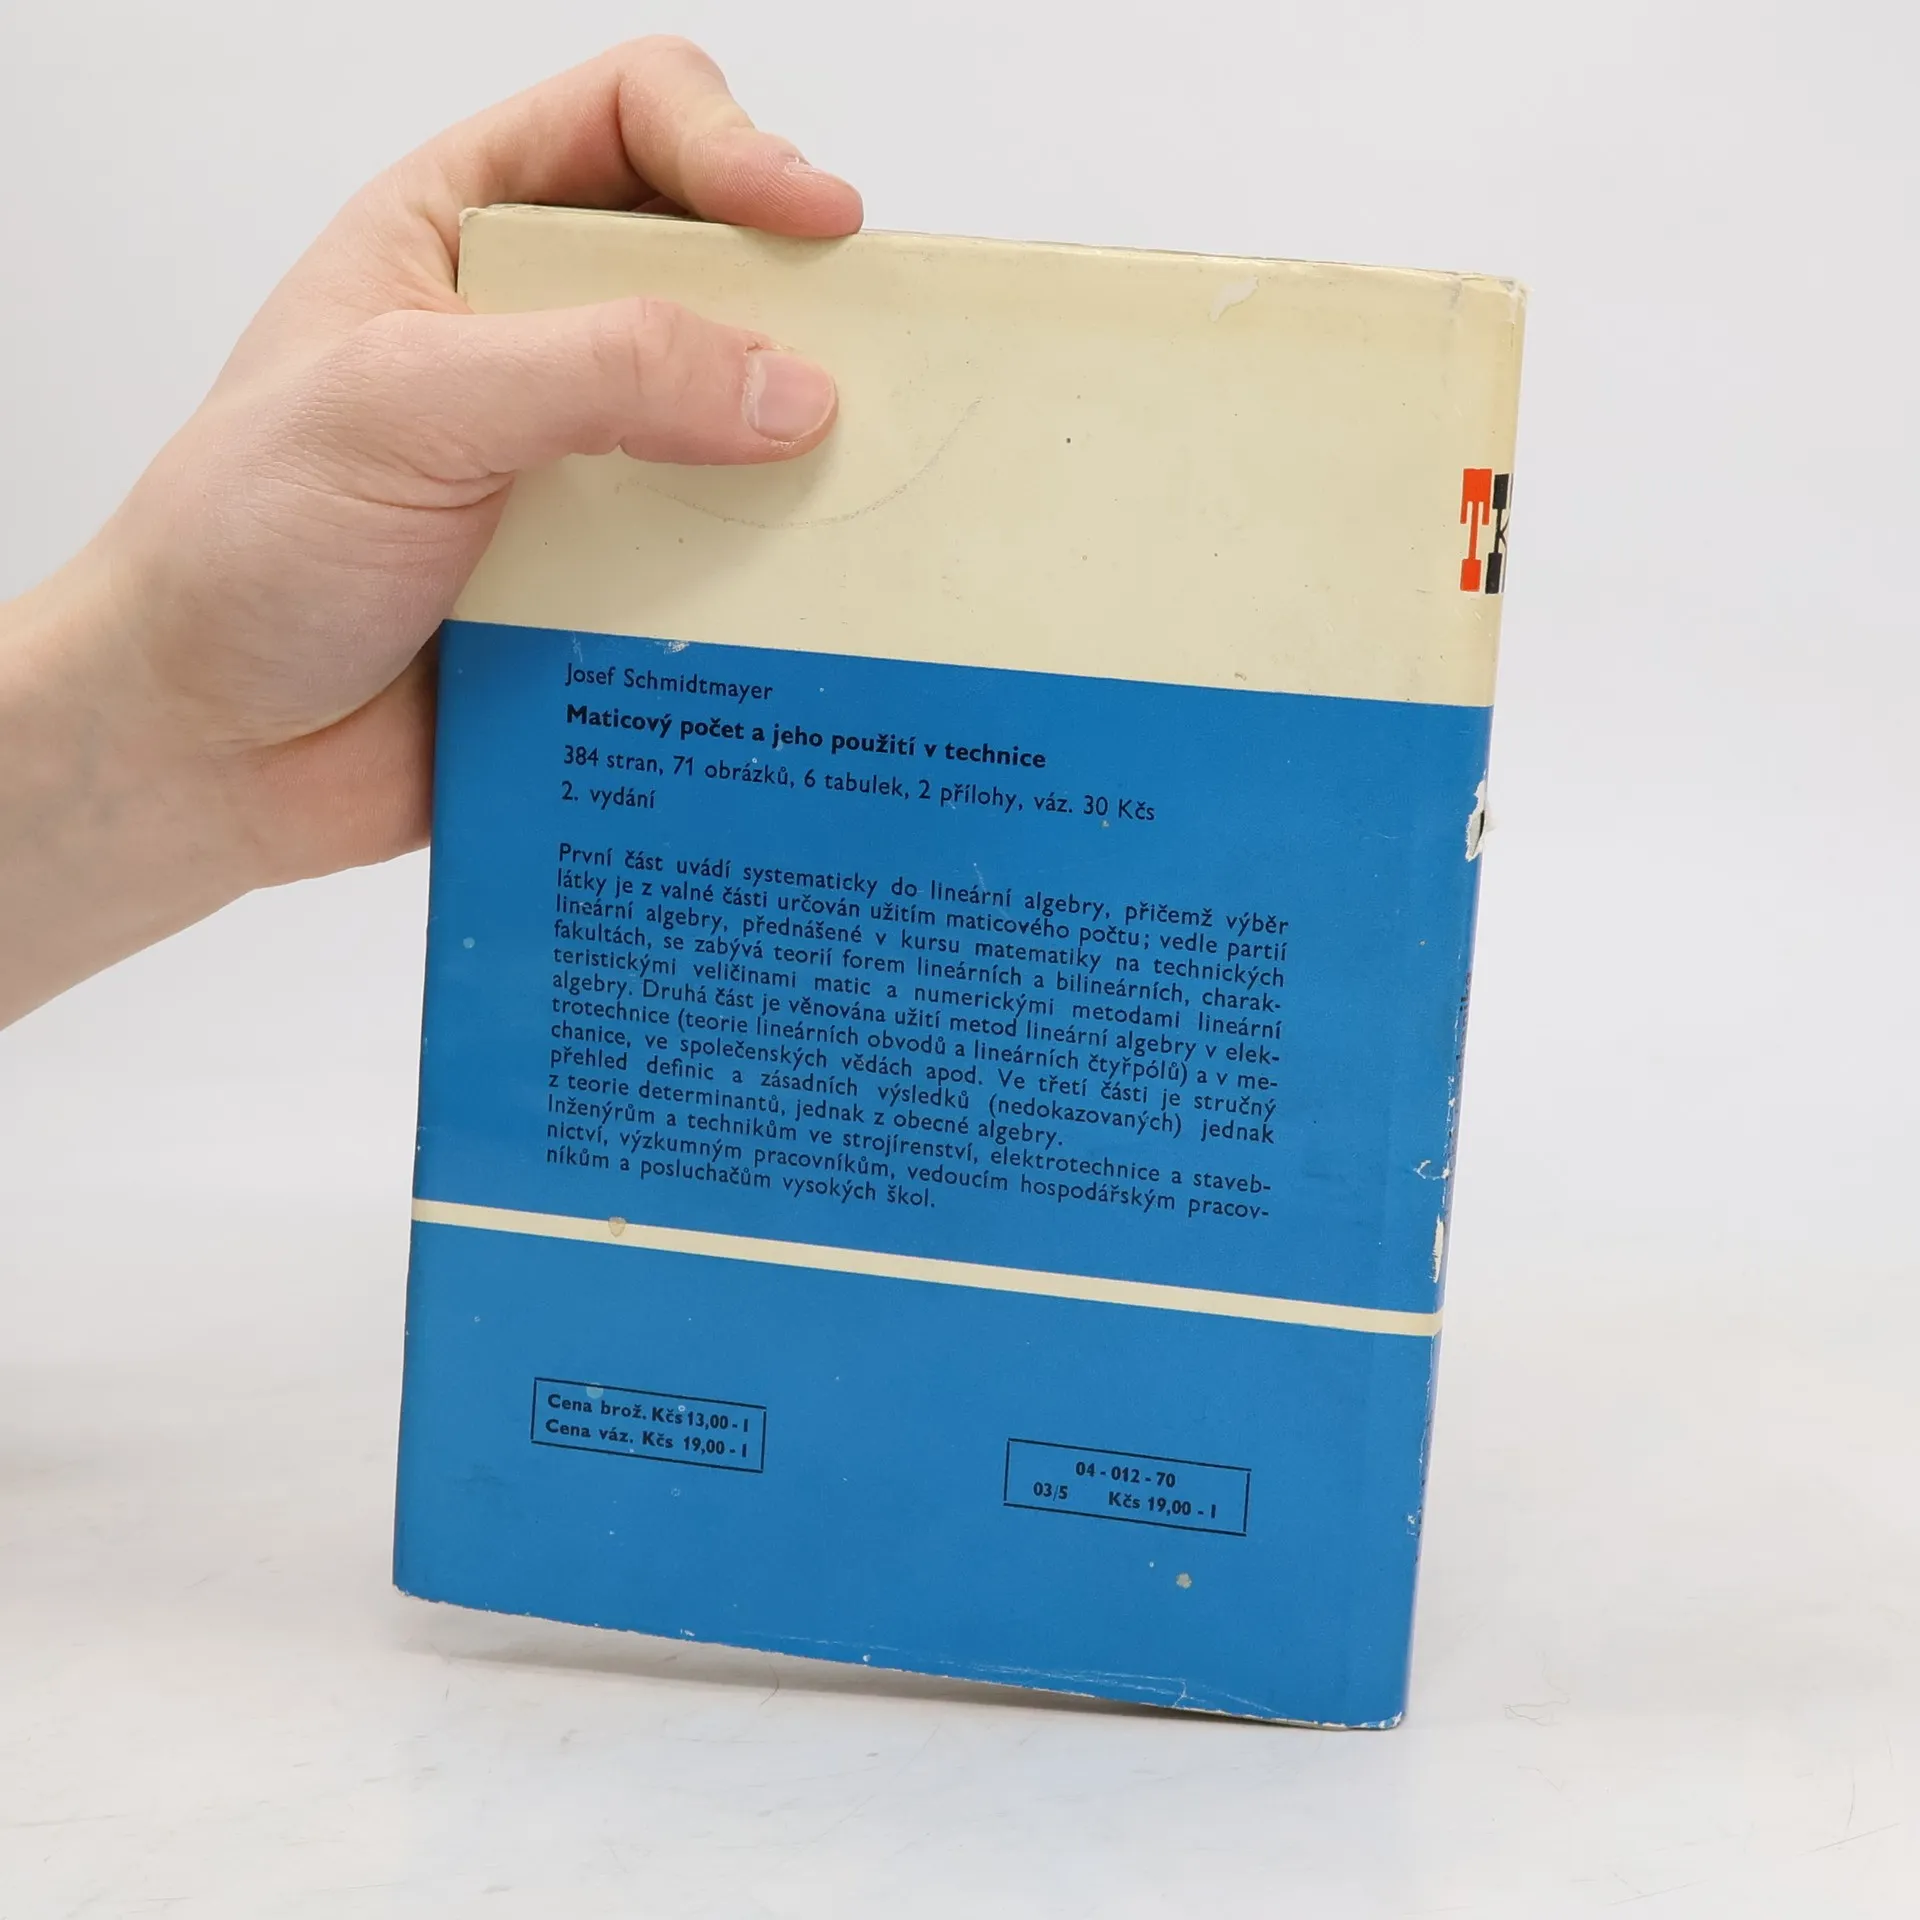 Josef Schmidtmayer
Maticový počet a jeho použití v technice
384 stran, 71 obrázků, 6 tabulek, 2 přílohy, váz. 30 Kčs
2. vydání
První část uvádí systematicky do lineární algebry, přičemž výběr
látky je z valné části určován užitím maticového počtu; vedle partií
lineární algebry, přednášené v kursu matematiky na technických
fakultách, se zabývá teorií forem lineárních a bilineárních, charak-
teristickými veličinami matic a numerickými metodami lineární
algebry. Druhá část je věnována užití metod lineární algebry v elek-
trotechnice (teorie lineárních obvodů a lineárních čtyřpólů) a v me-
chanice, ve společenských vědách apod. Ve třetí části je stručný
přehled definic a zásadních výsledků (nedokazovaných) jednak
z teorie determinantů, jednak z obecné algebry.
Inženýrům a technikům ve strojírenství, elektrotechnice a staveb-
nictví, výzkumným pracovníkům, vedoucím hospodářským pracov-
níkům a posluchačům vysokých škol.
Cena brož. Kčs 13,00 - I
Cena váz. Kčs 19,00 - I
04 - 012 - 70
03/5 Kčs 19,00 - I